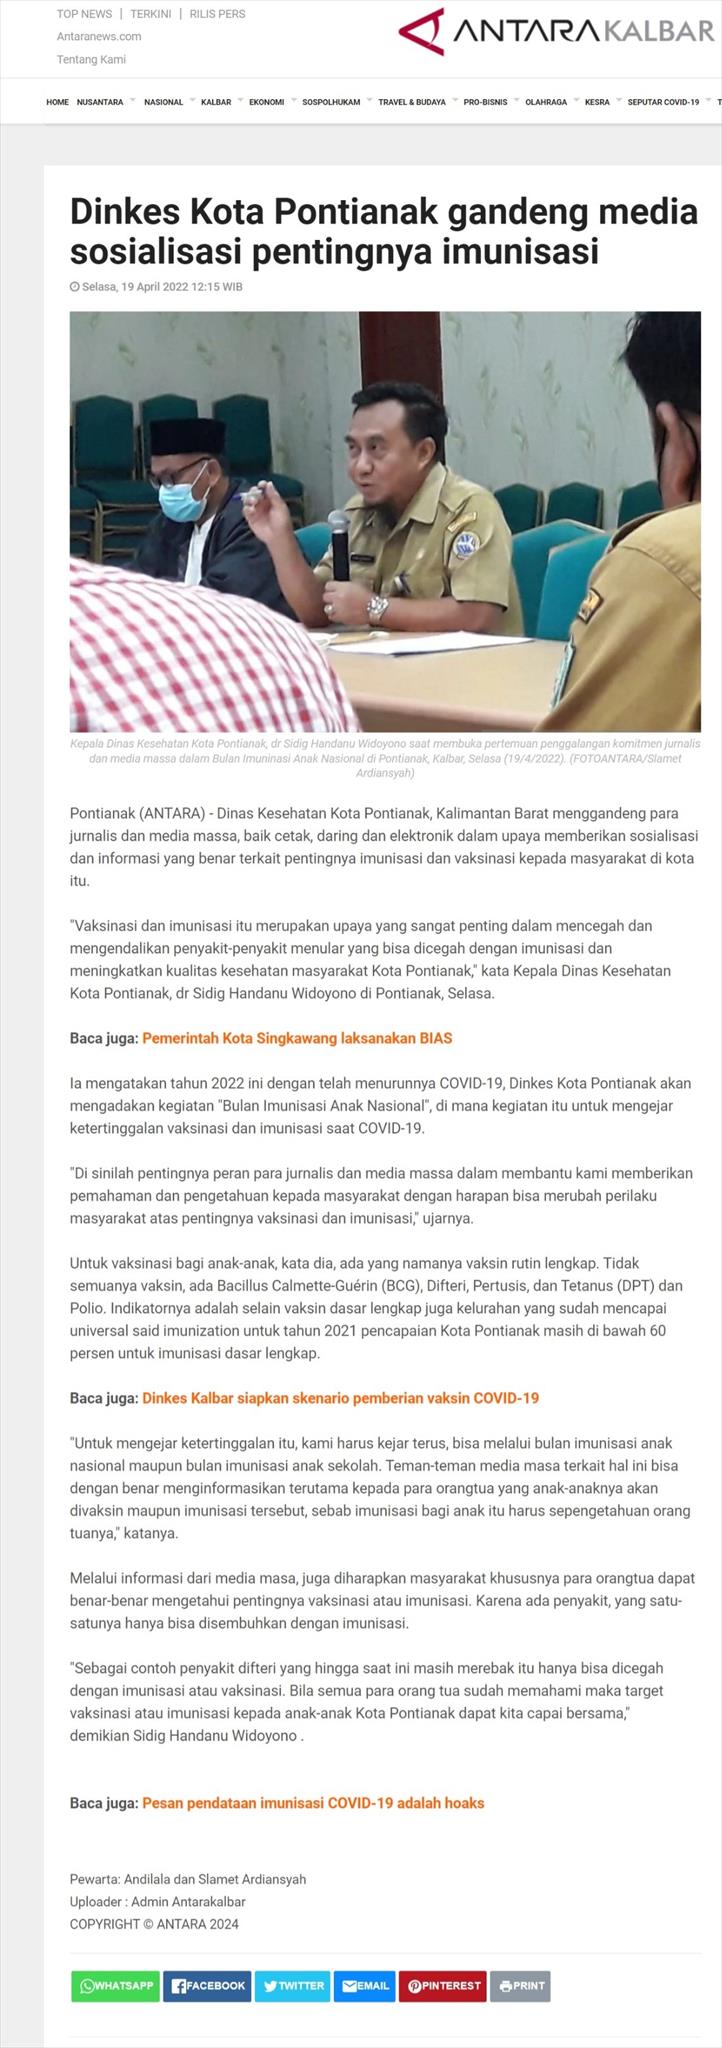 TOP NEWS | TERKINI | RILIS PERS
Antaranews.com
Tentang Kami
ANTARA KALBAR
HOME NUSANTARA NASIONAL KALBAR EKONOMI SOSPOLHUKAM TRAVEL & BUDAYA PRO-BISNIS OLAHRAGA KESRA SEPUTAR COVID-19 T
Dinkes Kota Pontianak gandeng media
sosialisasi pentingnya imunisasi
Selasa, 19 April 2022 12:15 WIB
Kepala Dinas Kesehatan Kota Pontianak, dr Sidig Handanu Widoyono saat membuka pertemuan penggalangan komitmen jurnalis
dan media massa dalam Bulan Imuninasi Anak Nasional di Pontianak, Kalbar, Selasa (19/4/2022). (FOTOANTARA/Slamet
Ardiansyah)
Pontianak (ANTARA) - Dinas Kesehatan Kota Pontianak, Kalimantan Barat menggandeng para
jurnalis dan media massa, baik cetak, daring dan elektronik dalam upaya memberikan sosialisasi
dan informasi yang benar terkait pentingnya imunisasi dan vaksinasi kepada masyarakat di kota
itu.
"Vaksinasi dan imunisasi itu merupakan upaya yang sangat penting dalam mencegah dan
mengendalikan penyakit-penyakit menular yang bisa dicegah dengan imunisasi dan
meningkatkan kualitas kesehatan masyarakat Kota Pontianak," kata Kepala Dinas Kesehatan
Kota Pontianak, dr Sidig Handanu Widoyono di Pontianak, Selasa.
Baca juga: Pemerintah Kota Singkawang laksanakan BIAS
Ia mengatakan tahun 2022 ini dengan telah menurunnya COVID-19, Dinkes Kota Pontianak akan
mengadakan kegiatan "Bulan Imunisasi Anak Nasional", di mana kegiatan itu untuk mengejar
ketertinggalan vaksinasi dan imunisasi saat COVID-19.
"Di sinilah pentingnya peran para jurnalis dan media massa dalam membantu kami memberikan
pemahaman dan pengetahuan kepada masyarakat dengan harapan bisa merubah perilaku
masyarakat atas pentingnya vaksinasi dan imunisasi," ujarnya.
Untuk vaksinasi bagi anak-anak, kata dia, ada yang namanya vaksin rutin lengkap. Tidak
semuanya vaksin, ada Bacillus Calmette-Guérin (BCG), Difteri, Pertusis, dan Tetanus (DPT) dan
Polio. Indikatornya adalah selain vaksin dasar lengkap juga kelurahan yang sudah mencapai
universal said imunization untuk tahun 2021 pencapaian Kota Pontianak masih di bawah 60
persen untuk imunisasi dasar lengkap.
Baca juga: Dinkes Kalbar siapkan skenario pemberian vaksin COVID-19
"Untuk mengejar ketertinggalan itu, kami harus kejar terus, bisa melalui bulan imunisasi anak
nasional maupun bulan imunisasi anak sekolah. Teman-teman media massa terkait hal ini bisa
dengan benar menginformasikan terutama kepada para orangtua yang anak-anaknya akan
divaksin maupun imunisasi tersebut, sebab imunisasi bagi anak itu harus sepengetahuan orang
tuanya," katanya.
Melalui informasi dari media masa, juga diharapkan masyarakat khususnya para orangtua dapat
benar-benar mengetahui pentingnya vaksinasi atau imunisasi. Karena ada penyakit, yang satu-
satunya hanya bisa disembuhkan dengan imunisasi.
"Sebagai contoh penyakit difteri yang hingga saat ini masih merebak itu hanya bisa dicegah
dengan imunisasi atau vaksinasi. Bila semua para orang tua sudah memahami maka target
vaksinasi atau imunisasi kepada anak-anak Kota Pontianak dapat kita capai bersama,"
demikian Sidig Handanu Widoyono .
Baca juga: Pesan pendataan imunisasi COVID-19 adalah hoaks
Pewarta: Andilala dan Slamet Ardiansyah
Uploader : Admin Antarakalbar
COPYRIGHT © ANTARA 2024
WHATSAPP FACEBOOK TWITTER EMAIL PINTEREST PRINT